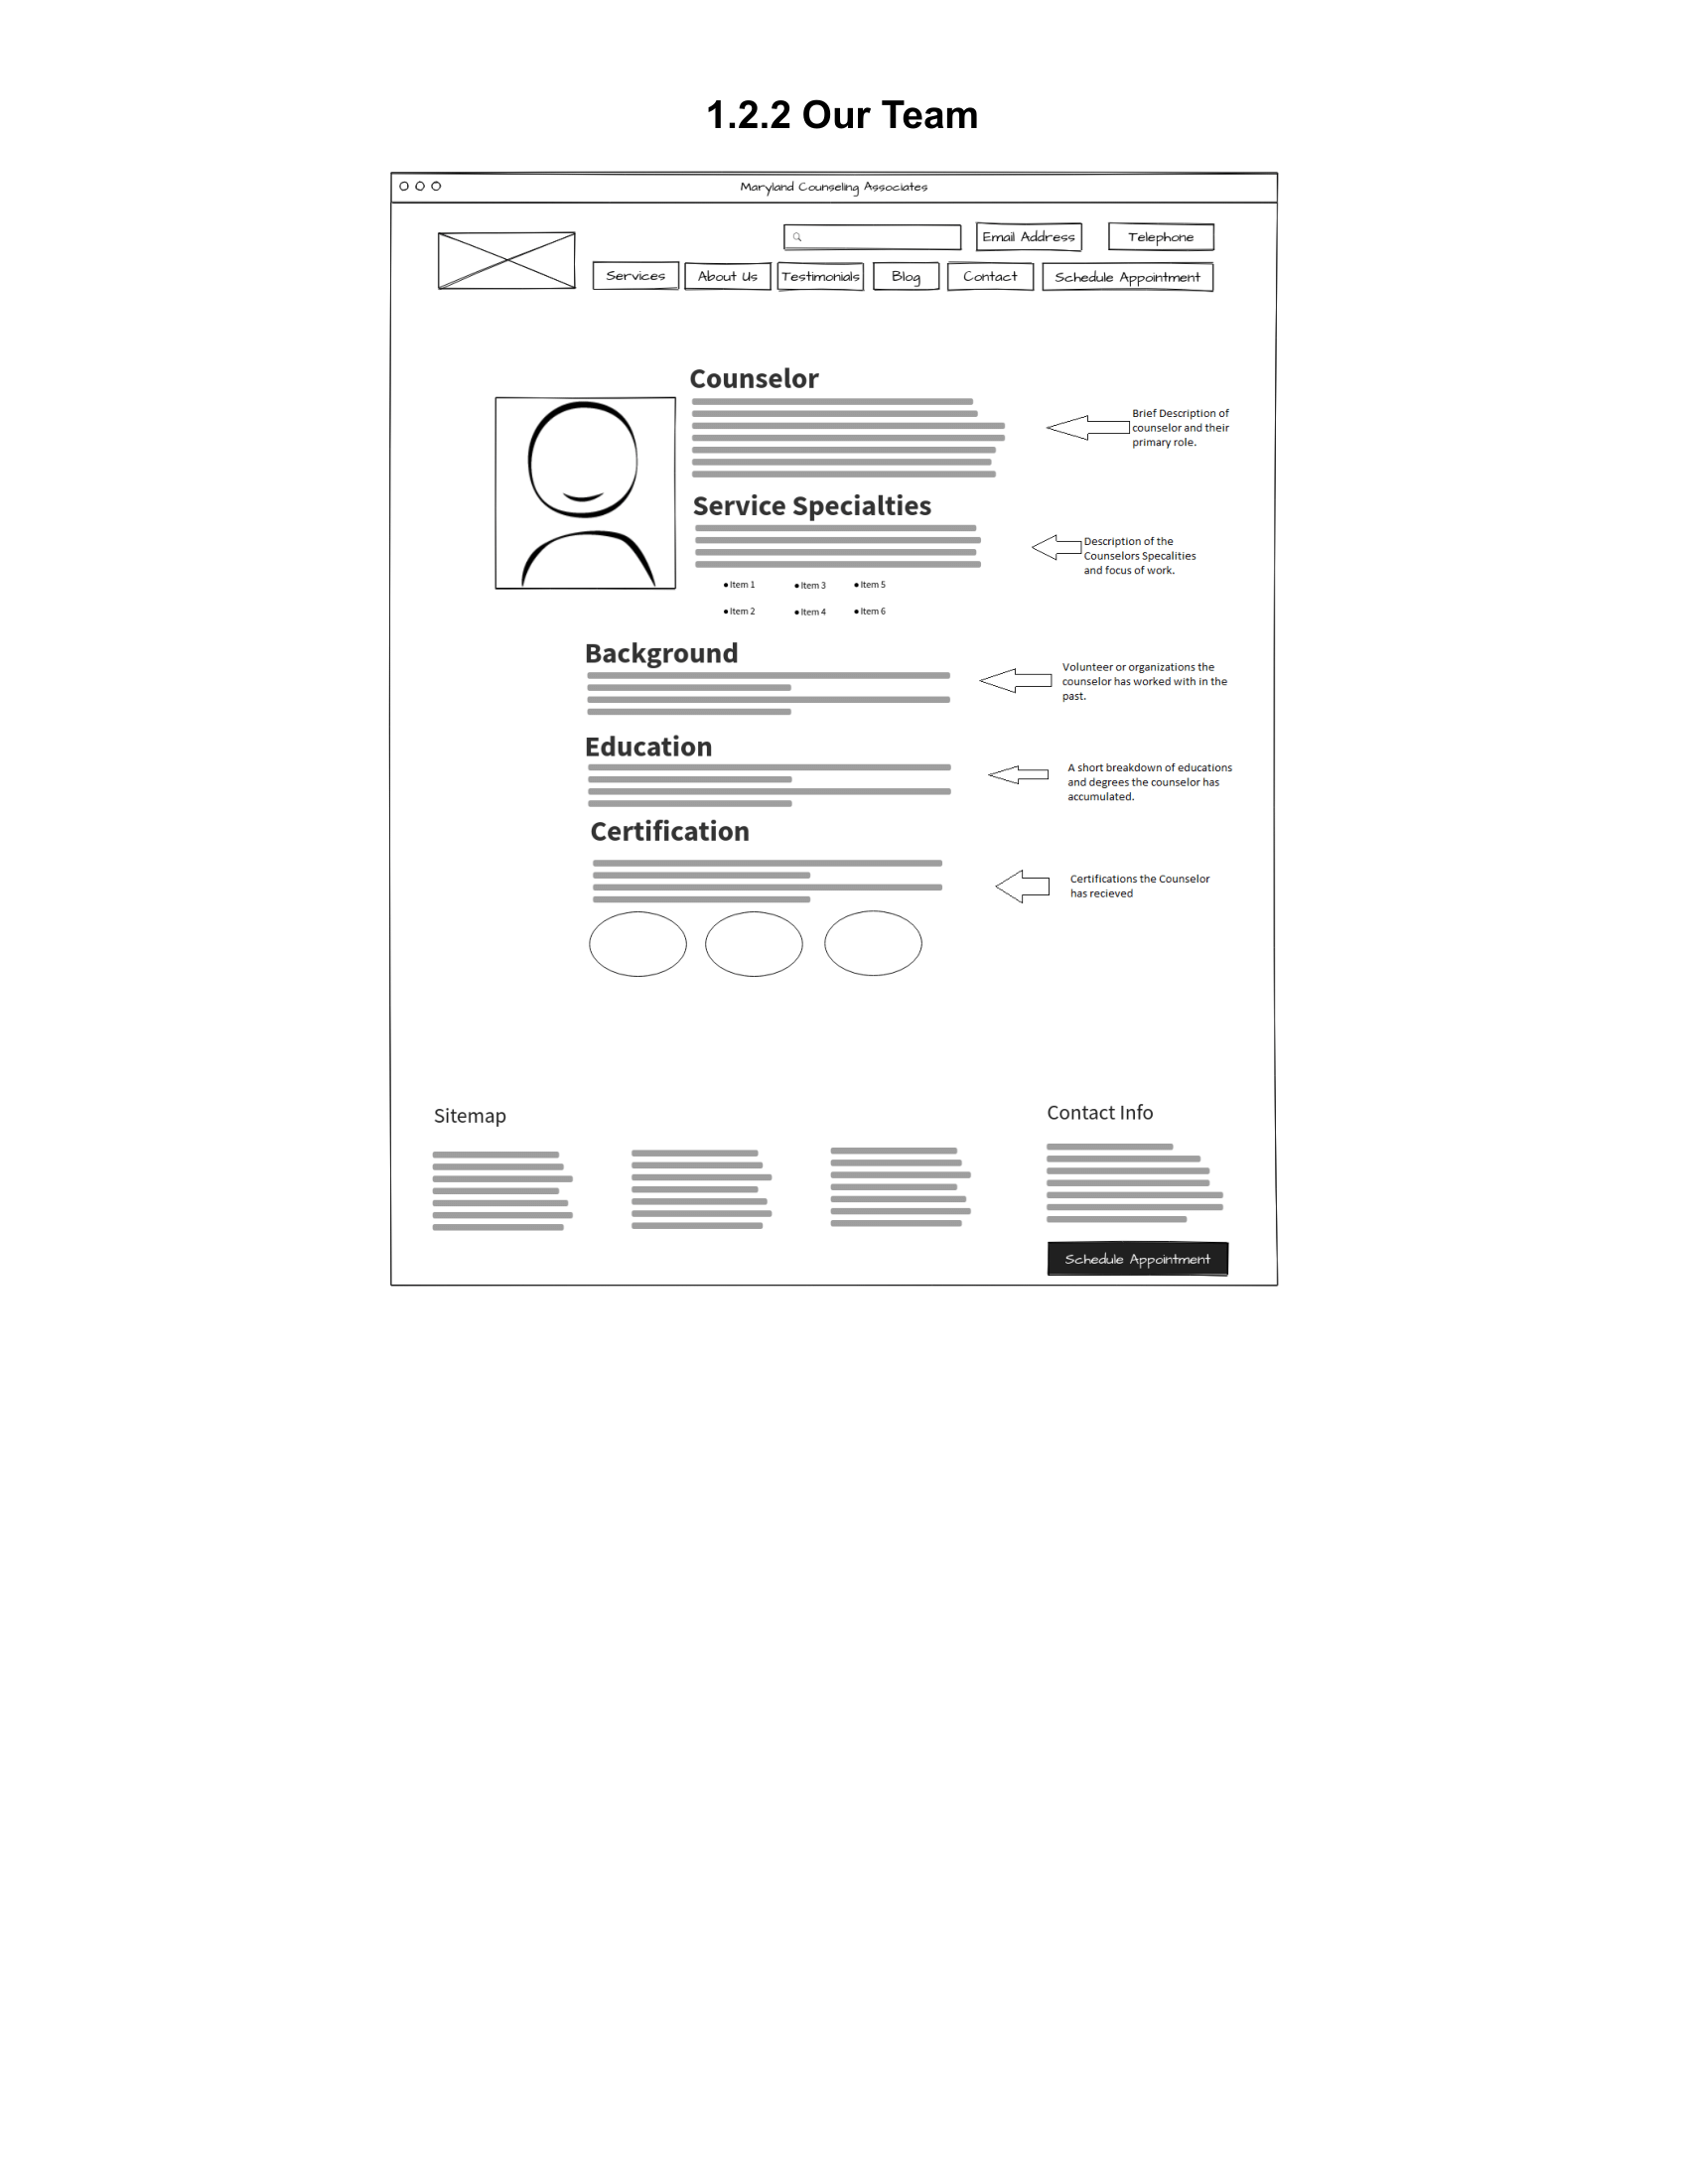 1.2.2 Our Team
Maryland Counseling Associates
Email Address
Telephone
Services
About Us
Testimonials
Blog
Contact
Schedule Appointment
Counselor
Brief Description of
counselor and their
primary role.
Service Specialties
Description of the
Counselors Specalities
and focus of work.
Item 1
Item 3
Item 5
Item 2
Item 4
Item 6
Background
Volunteer or organizations the
counselor has worked with in the
past.
Education
A short breakdown of educations
and degrees the counselor has
accumulated.
Certification
Certifications the Counselor
has recieved
Sitemap
Contact Info
Schedule Appointment